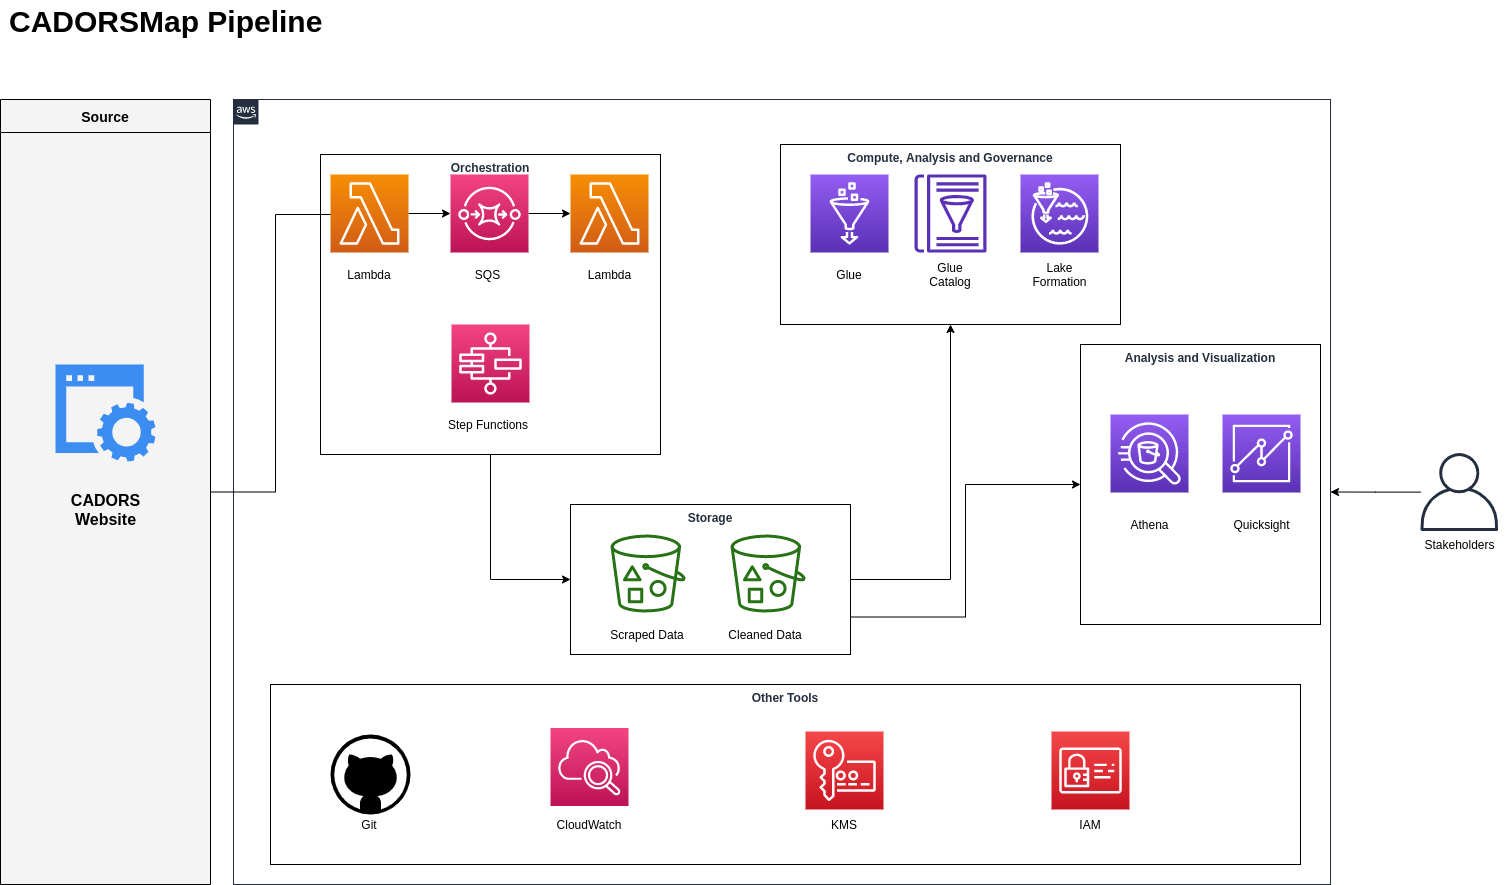 CADORSMap Pipeline
Source
aws
Orchestration
Compute, Analysis and Governance
Lambda
SQS
Lambda
Glue
Glue
Catalog
Lake
Formation
Step Functions
Analysis and Visualization
CADORS
Website
Athena
Quicksight
Stakeholders
Storage
Scraped Data
Cleaned Data
Other Tools
Git
CloudWatch
KMS
IAM